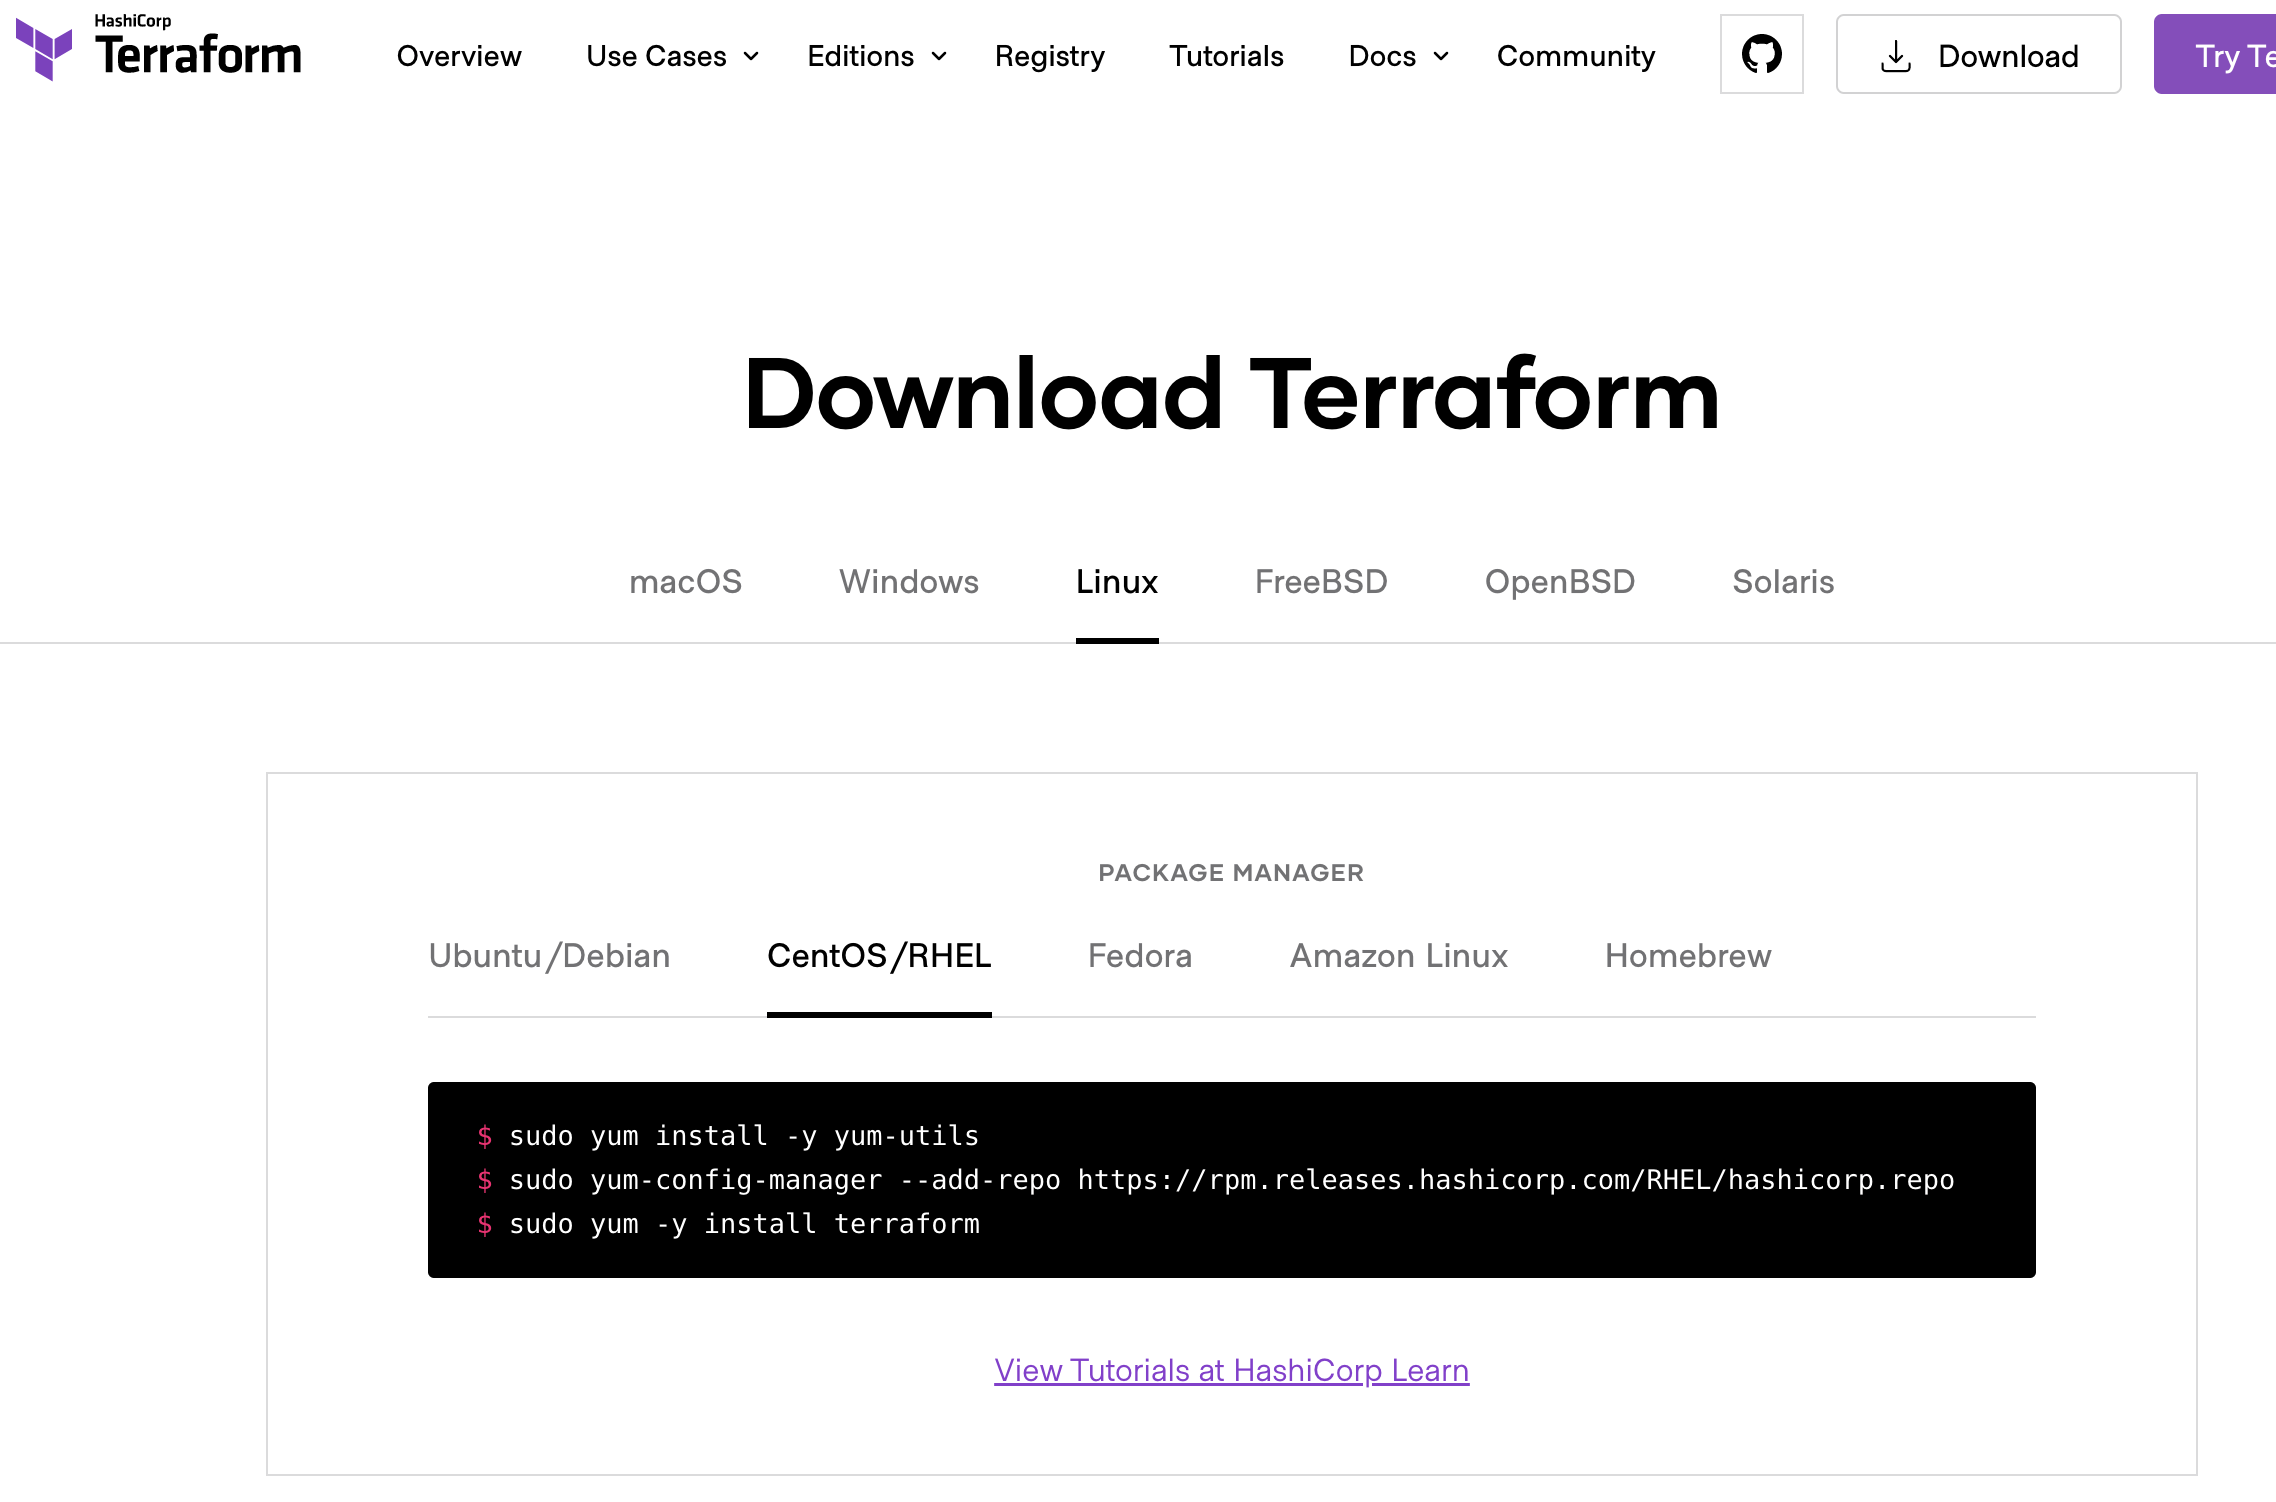 HashiCorp
Terraform
Overview Use Cases Editions Registry Tutorials Docs Community Download Try Te
Download Terraform
macOS Windows Linux FreeBSD OpenBSD Solaris
PACKAGE MANAGER
Ubuntu/Debian CentOS/RHEL Fedora Amazon Linux Homebrew
$ sudo yum install -y yum-utils
$ sudo yum-config-manager --add-repo https://rpm.releases.hashicorp.com/RHEL/hashicorp.repo
$ sudo yum -y install terraform
View Tutorials at HashiCorp Learn